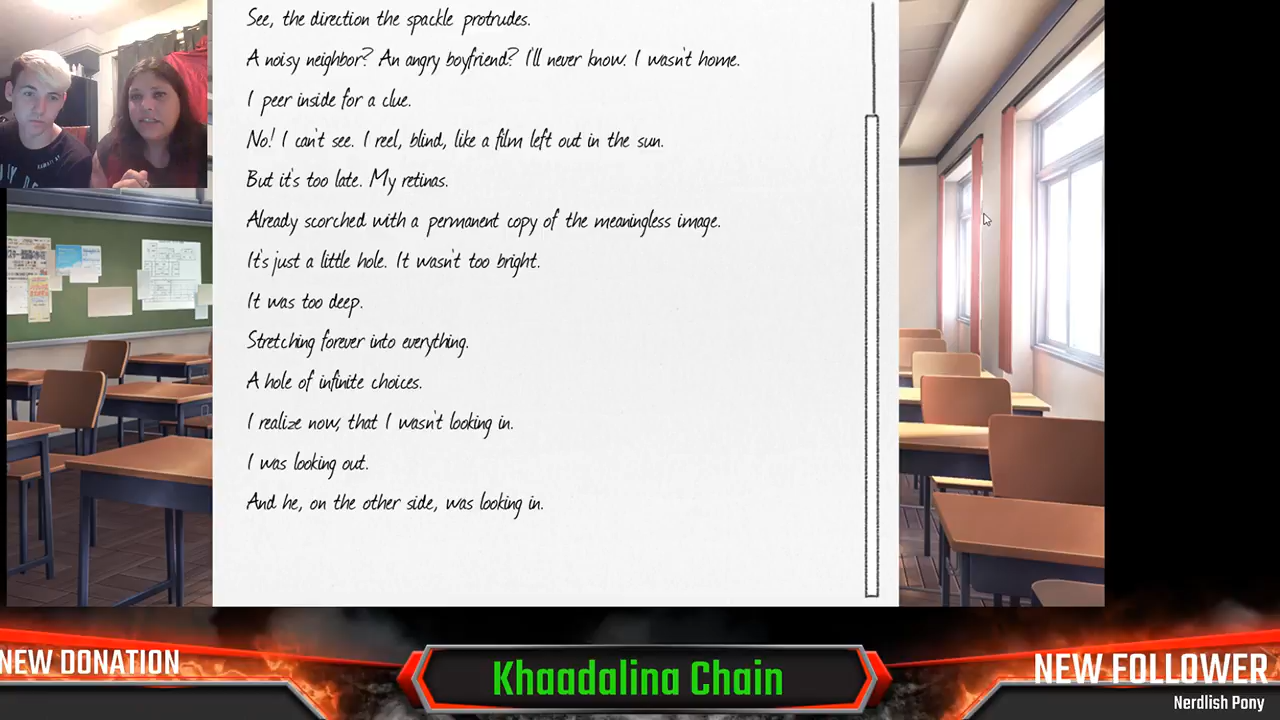 See, the direction the spackle protrudes.
A noisy neighbor? An angry boyfriend? I'll never know. I wasn't home.
I peer inside for a clue.
No! I can't see. I reel, blind, like a film left out in the sun.
But it's too late. My retinas.
Already scorched with a permanent copy of the meaningless image.
It's just a little hole. It wasn't too bright.
It was too deep.
Stretching forever into everything.
A hole of infinite choices.
I realize now, that I wasn't looking in.
I was looking out.
And he, on the other side, was looking in.
NEW DONATION
Khaadalina Chain
NEW FOLLOWER
Nerdlish Pony